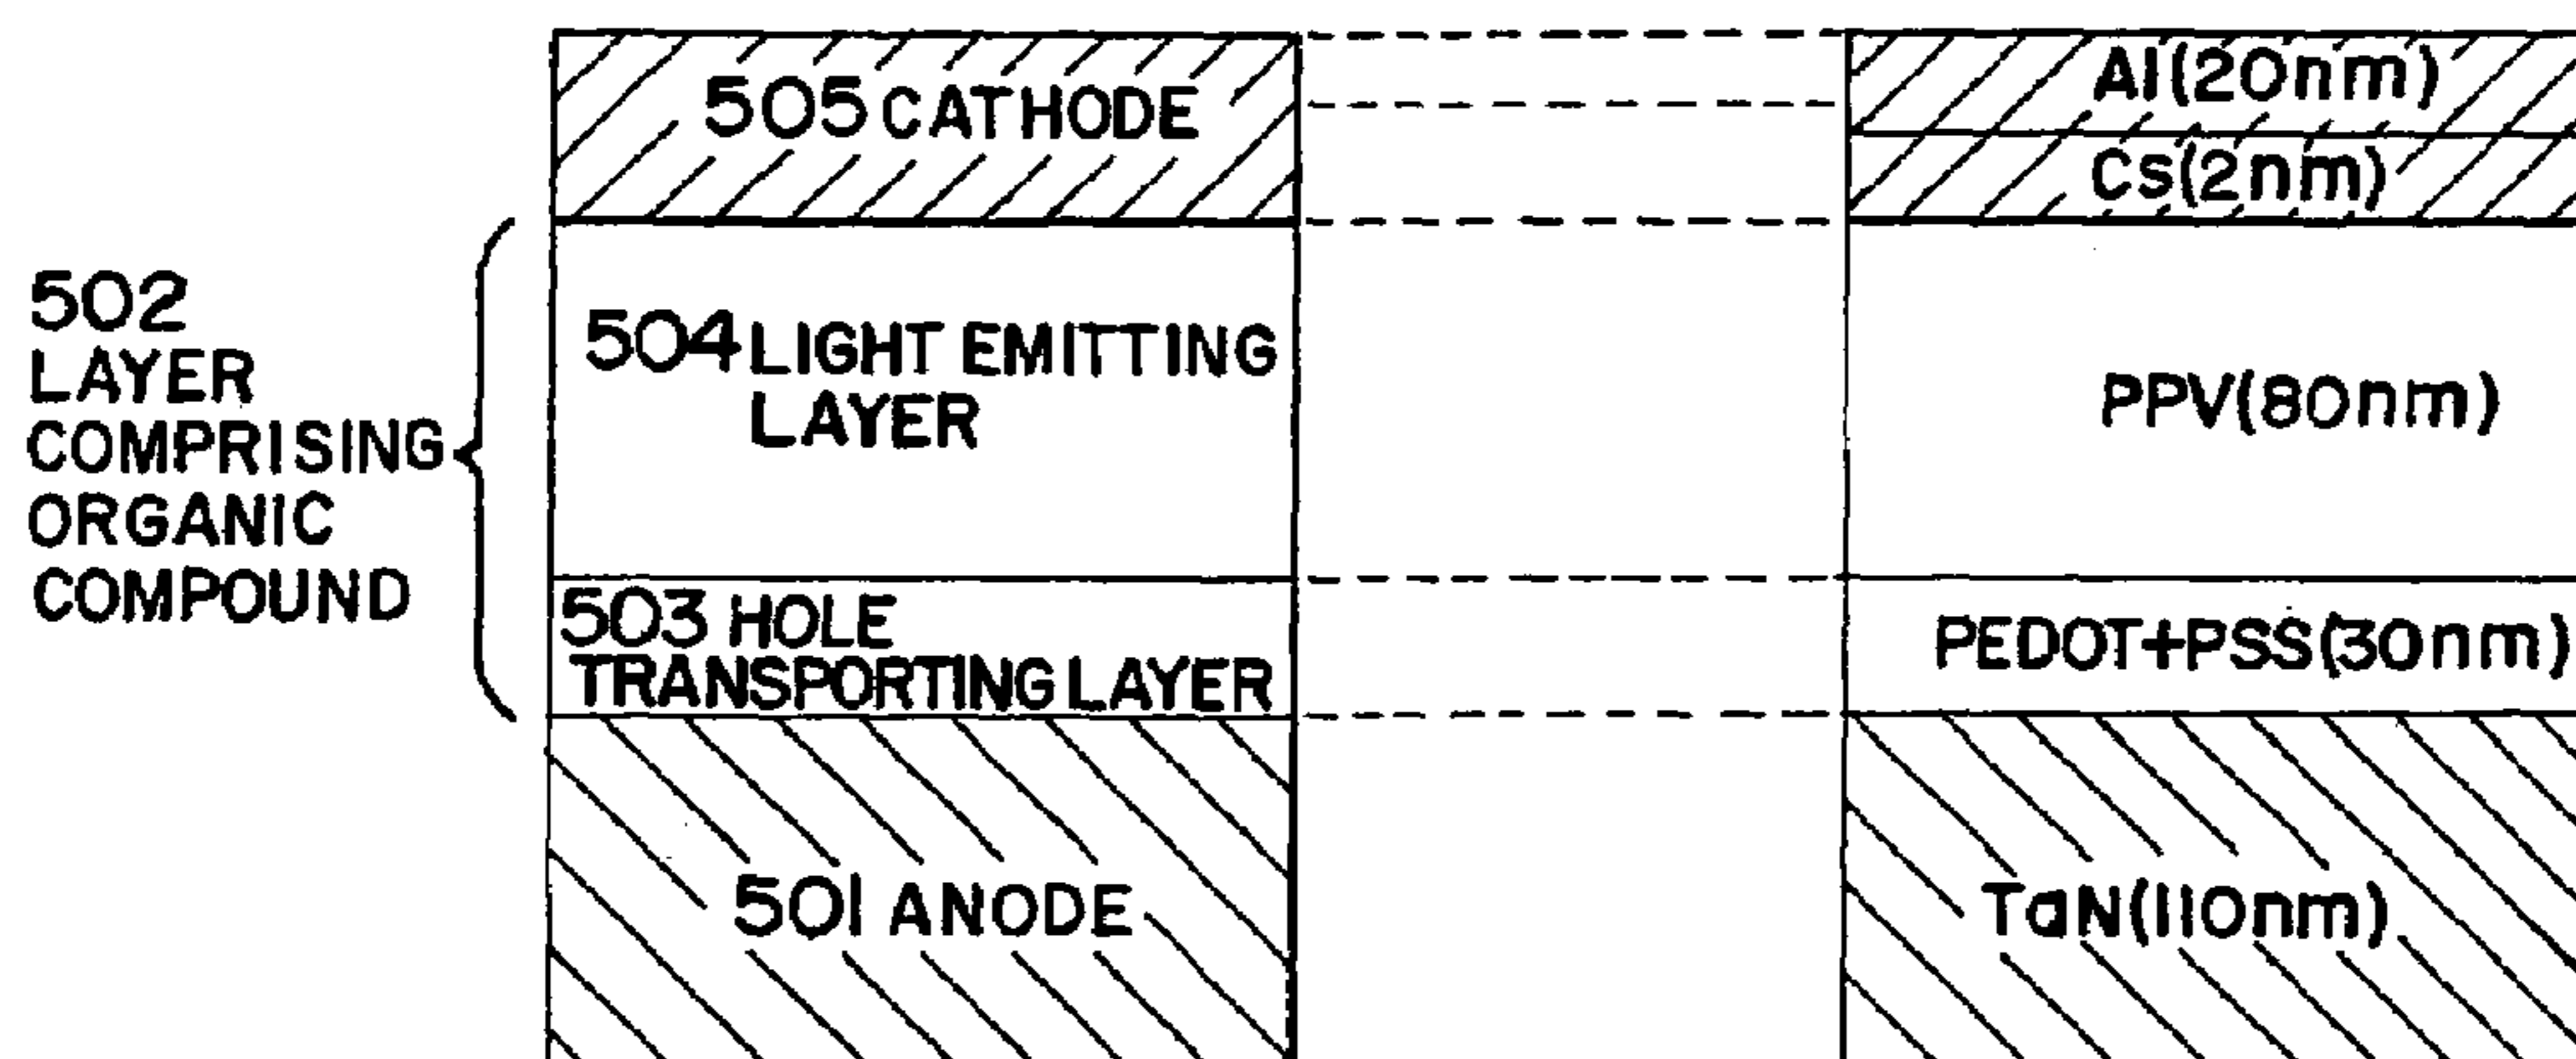 505 CATHODE
Al(20nm)
Cs(2nm)
502
LAYER
COMPRISING
ORGANIC
COMPOUND
504 LIGHT EMITTING
LAYER
PPV(80nm)
503 HOLE
TRANSPORTING LAYER
PEDOT+PSS(30nm)
501 ANODE
TaN(110nm)